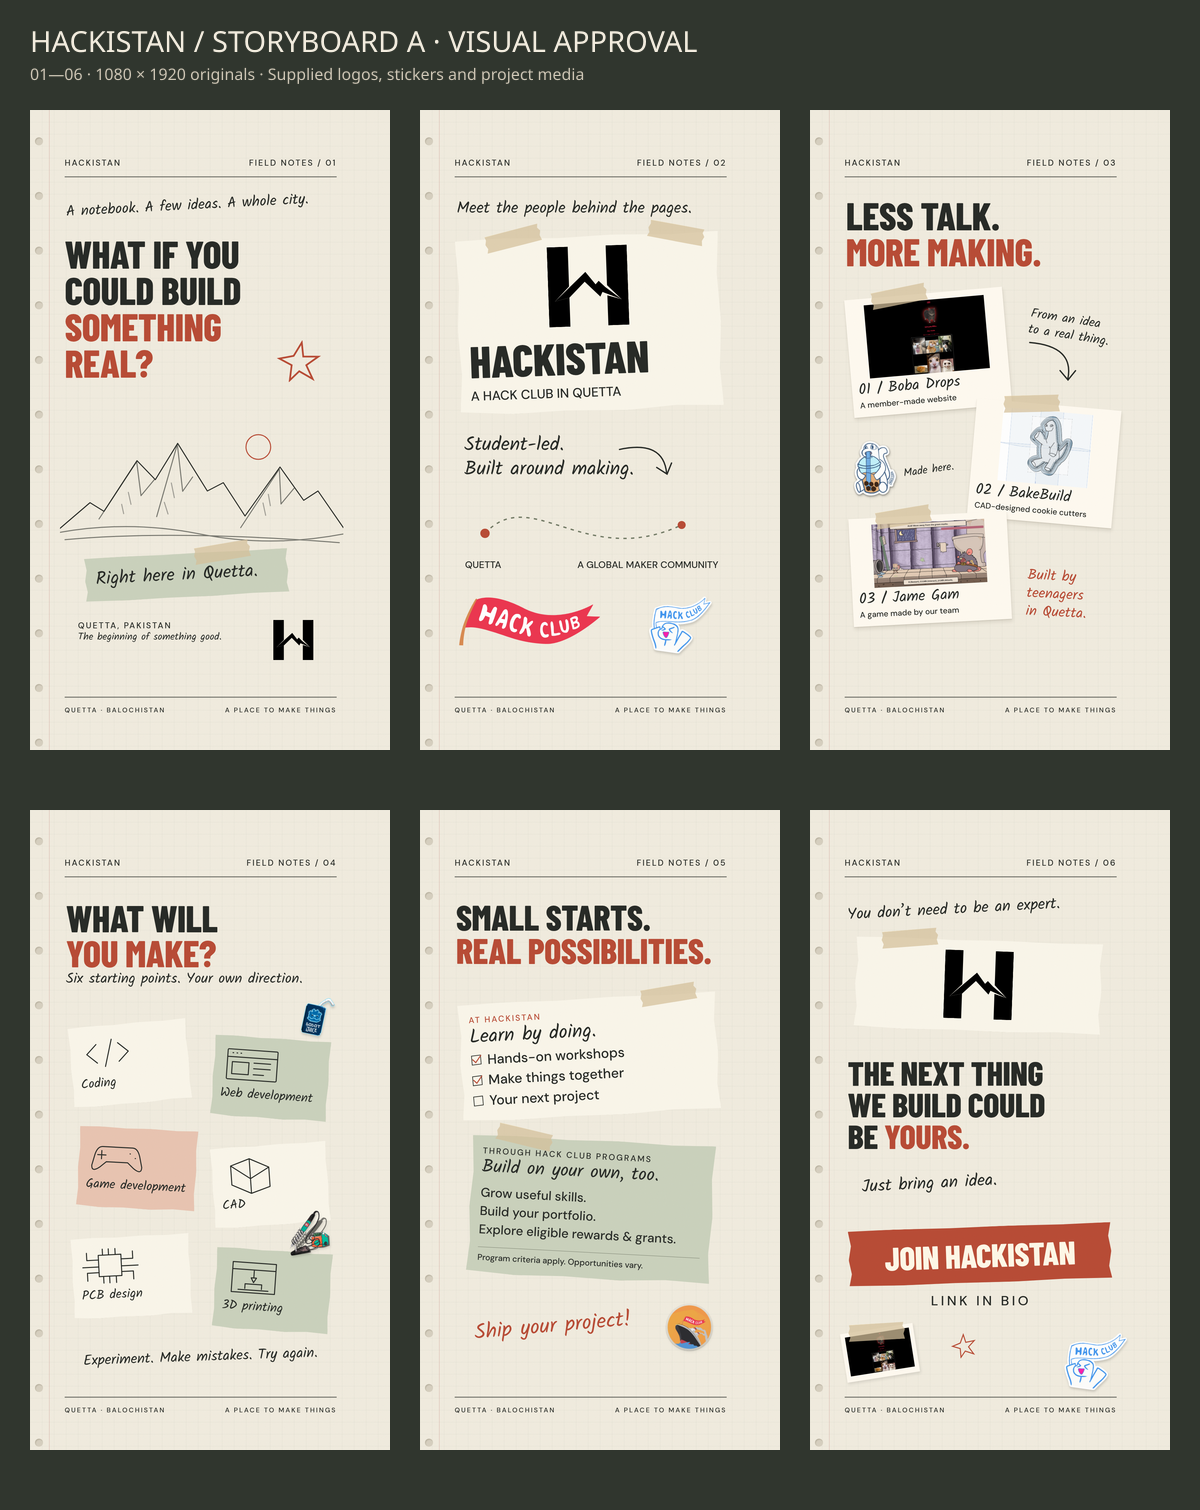 HACKISTAN / STORYBOARD A · VISUAL APPROVAL
01—06 · 1080 × 1920 originals · Supplied logos, stickers and project media
HACKISTAN
FIELD NOTES / 01
A notebook. A few ideas. A whole city.
WHAT IF YOU
COULD BUILD
SOMETHING
REAL?
Right here in Quetta.
QUETTA, PAKISTAN
The beginning of something good.
QUETTA · BALOCHISTAN
A PLACE TO MAKE THINGS
HACKISTAN
FIELD NOTES / 02
Meet the people behind the pages.
HACKISTAN
A HACK CLUB IN QUETTA
Student-led.
Built around making.
QUETTA
A GLOBAL MAKER COMMUNITY
HACK CLUB
HACK CLUB
QUETTA · BALOCHISTAN
A PLACE TO MAKE THINGS
HACKISTAN
FIELD NOTES / 03
LESS TALK.
MORE MAKING.
From an idea
to a real thing.
01 / Boba Drops
A member-made website
Made here.
02 / BakeBuild
CAD-designed cookie cutters
03 / Jame Gam
A game made by our team
Built by
teenagers
in Quetta.
QUETTA · BALOCHISTAN
A PLACE TO MAKE THINGS
HACKISTAN
FIELD NOTES / 04
WHAT WILL
YOU MAKE?
Six starting points. Your own direction.
Coding
Web development
Game development
CAD
PCB design
3D printing
Experiment. Make mistakes. Try again.
QUETTA · BALOCHISTAN
A PLACE TO MAKE THINGS
HACKISTAN
FIELD NOTES / 05
SMALL STARTS.
REAL POSSIBILITIES.
AT HACKISTAN
Learn by doing.
Hands-on workshops
Make things together
Your next project
THROUGH HACK CLUB PROGRAMS
Build on your own, too.
Grow useful skills.
Build your portfolio.
Explore eligible rewards & grants.
Program criteria apply. Opportunities vary.
Ship your project!
QUETTA · BALOCHISTAN
A PLACE TO MAKE THINGS
HACKISTAN
FIELD NOTES / 06
You don’t need to be an expert.
THE NEXT THING
WE BUILD COULD
BE YOURS.
Just bring an idea.
JOIN HACKISTAN
LINK IN BIO
HACK CLUB
QUETTA · BALOCHISTAN
A PLACE TO MAKE THINGS